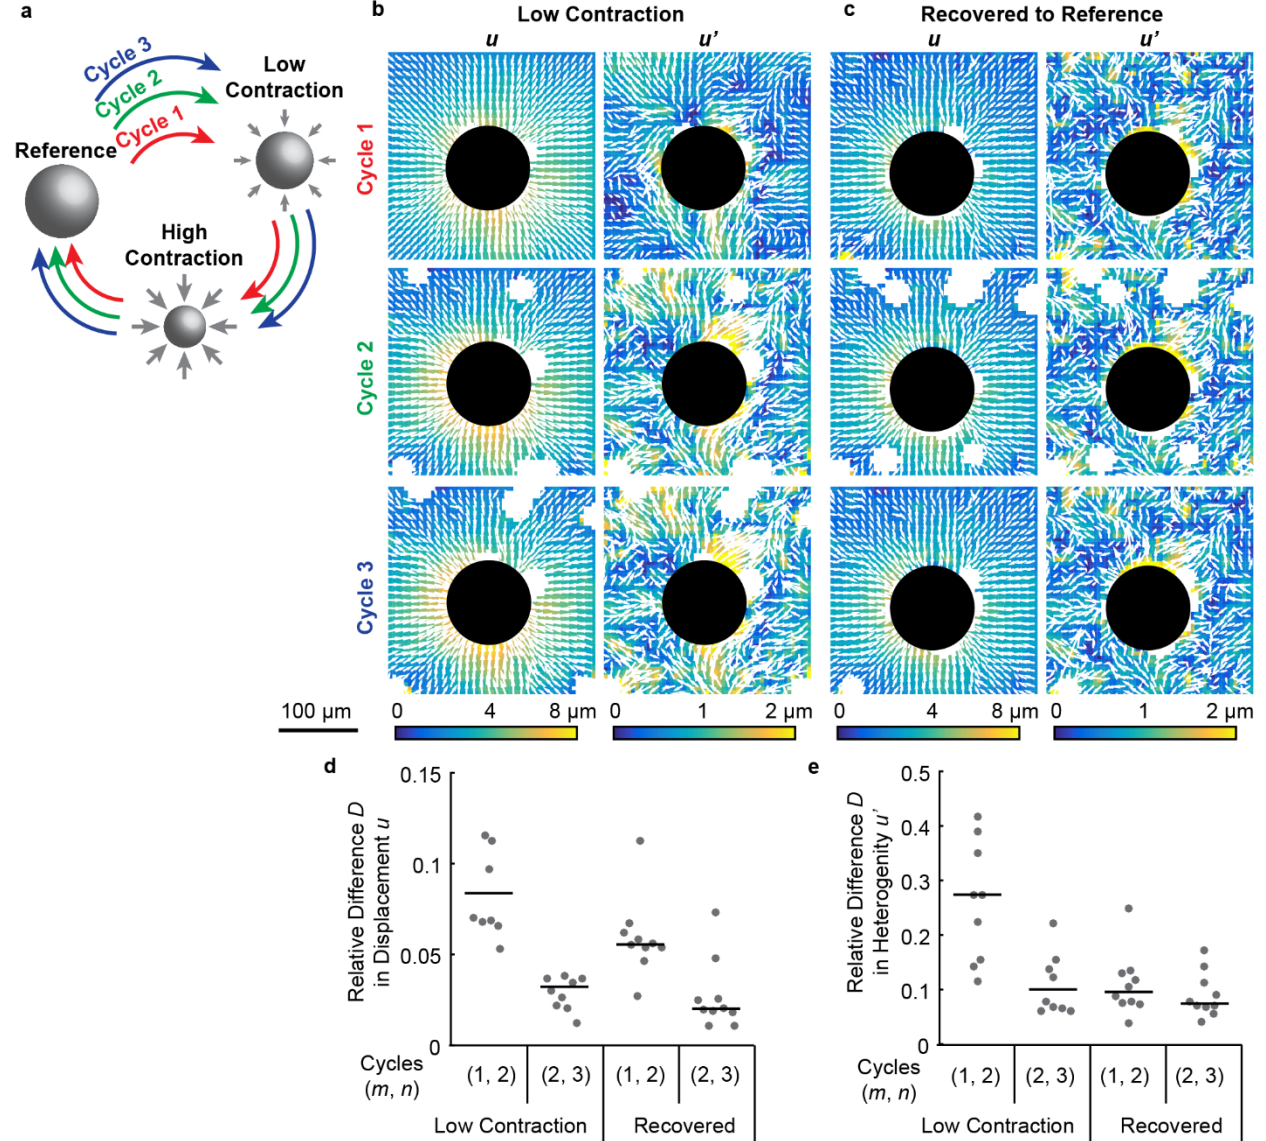 a
Cycle 3
Cycle 2
Cycle 1
Reference
Low
Contraction
High
Contraction
b
Low Contraction
u
u’
c
Recovered to Reference
u
u’
Cycle 1
Cycle 2
Cycle 3
100 µm
0 4 8 µm
0 1 2 µm
0 4 8 µm
0 1 2 µm
d
Relative Difference D
in Displacement u
0.15
0.1
0.05
0
Cycles
(m, n)
(1, 2) (2, 3) (1, 2) (2, 3)
Low Contraction Recovered
e
Relative Difference D
in Heterogenity u’
0.5
0.4
0.3
0.2
0.1
0
Cycles
(m, n)
(1, 2) (2, 3) (1, 2) (2, 3)
Low Contraction Recovered